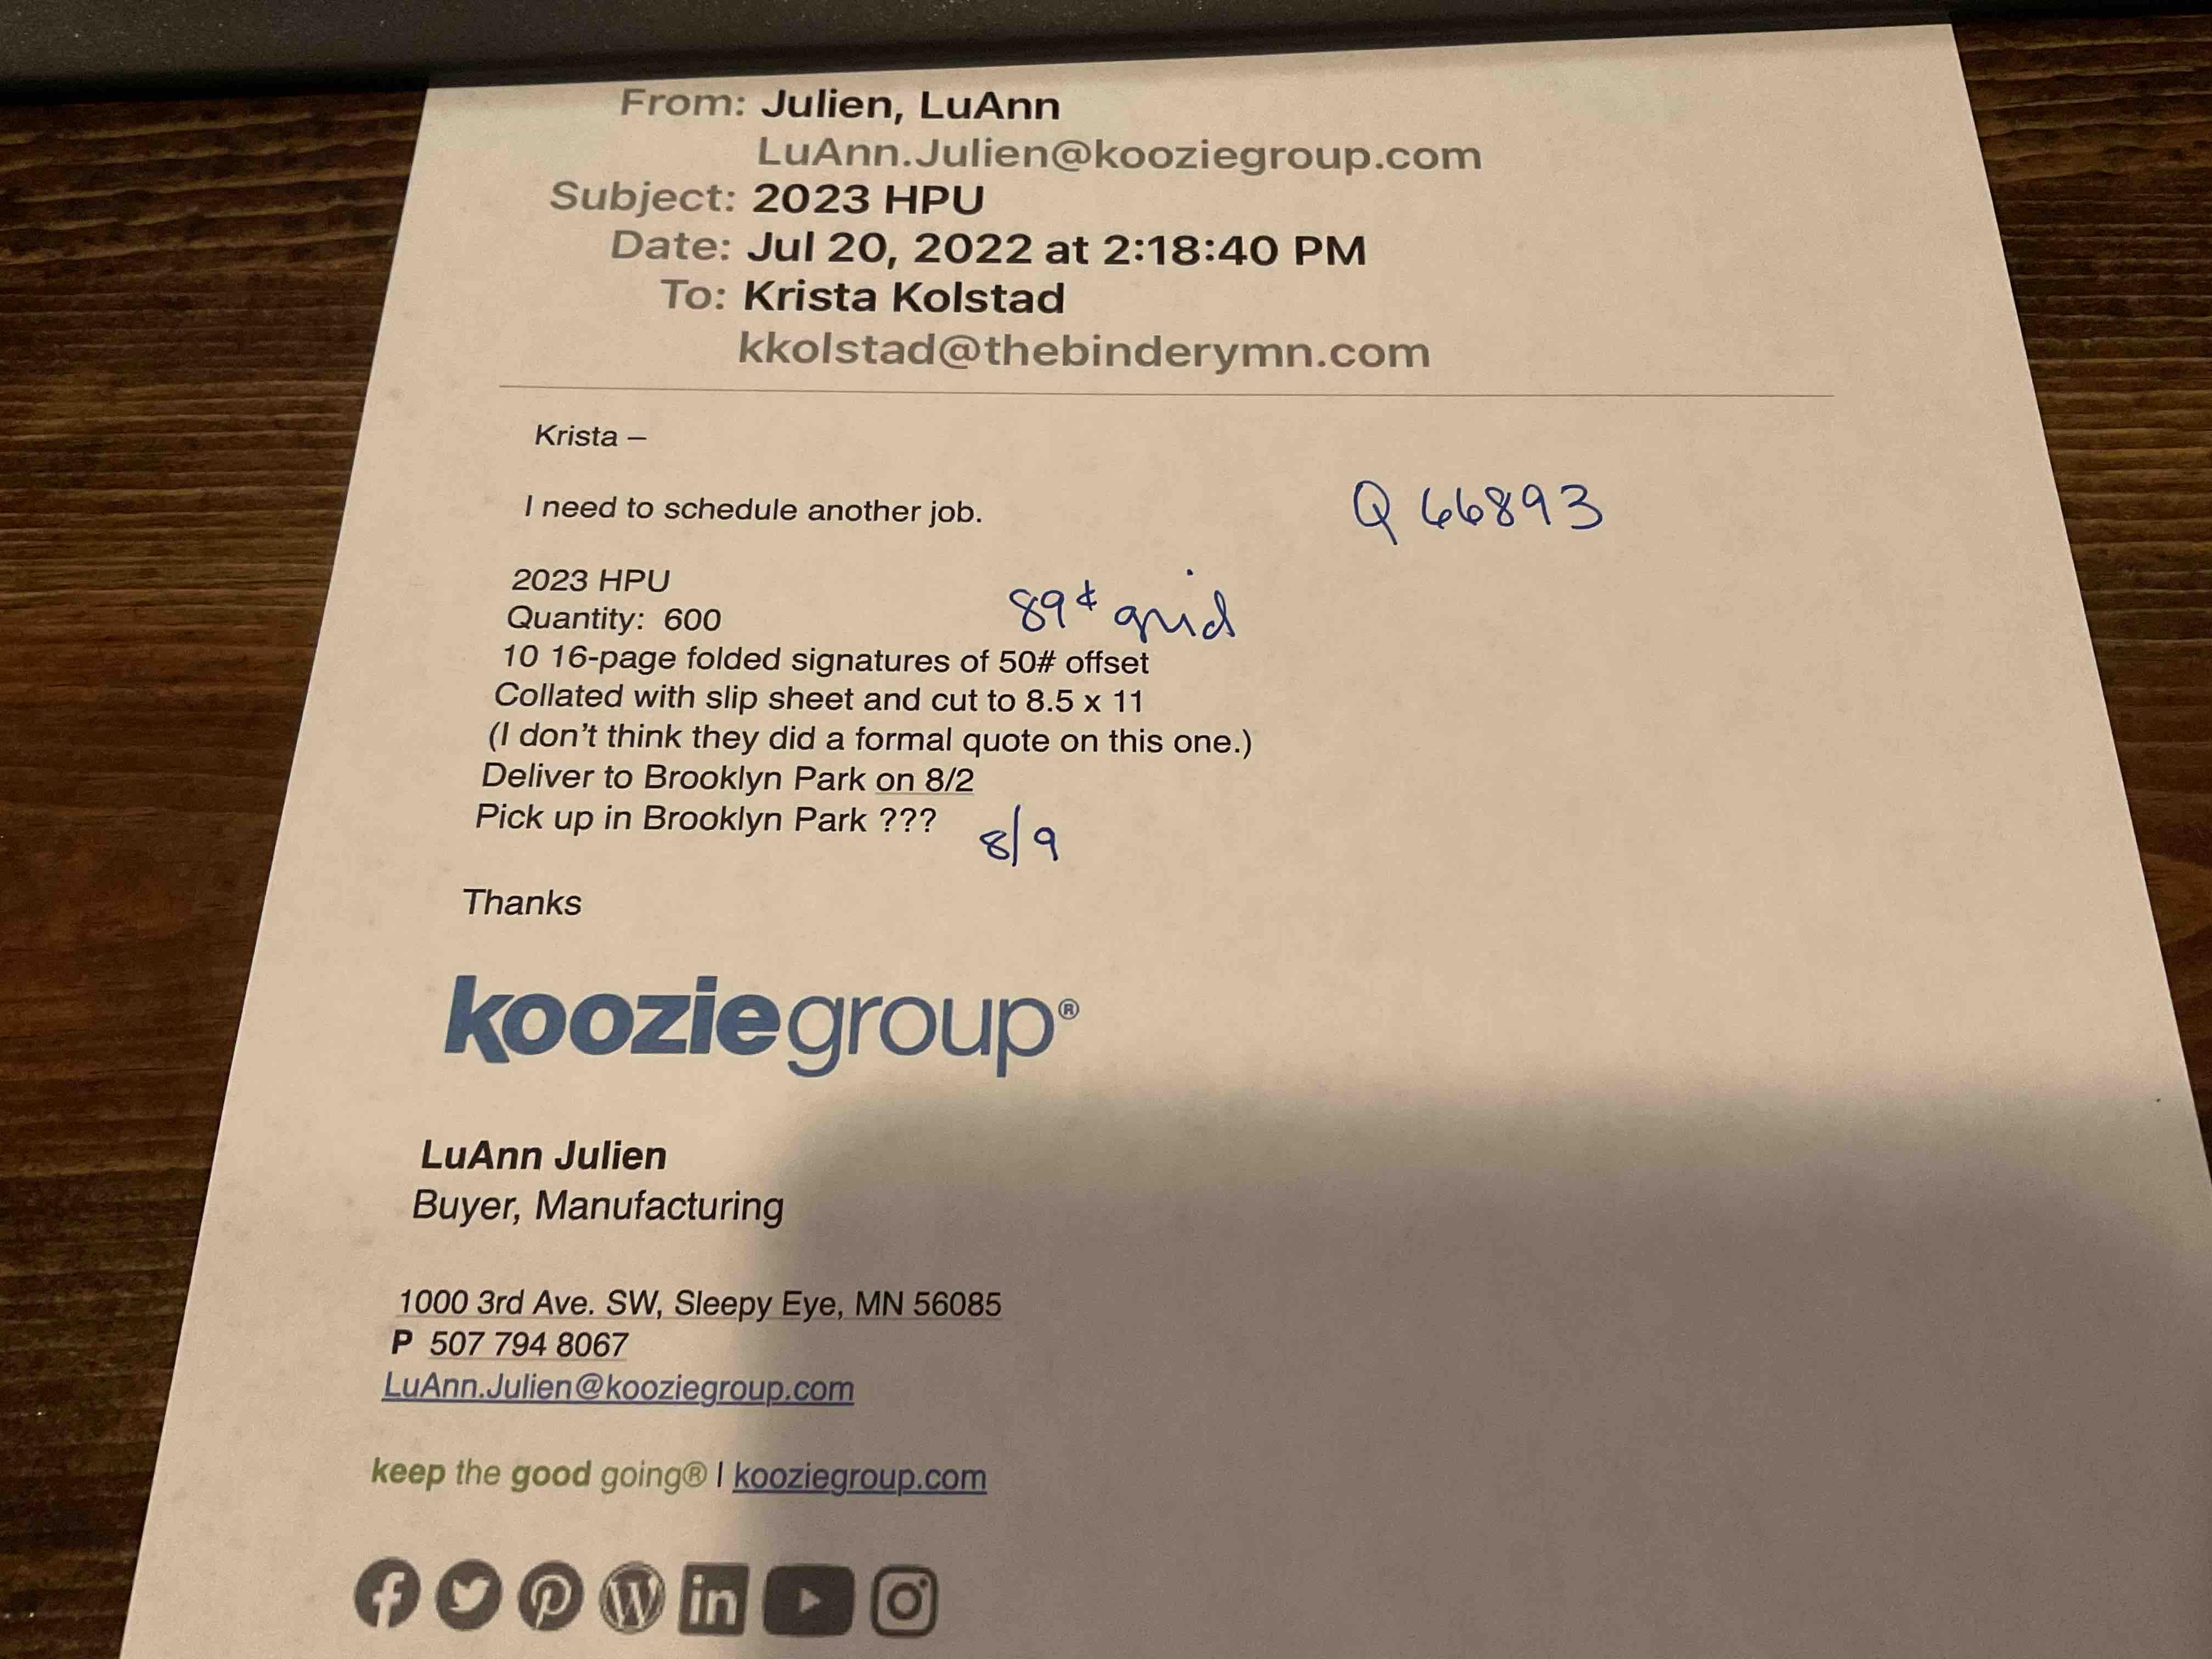 From: Julien, LuAnn
LuAnn.Julien@kooziegroup.com
Subject: 2023 HPU
Date: Jul 20, 2022 at 2:18:40 PM
To: Krista Kolstad
kkolstad@thebinderymn.com
Krista –
I need to schedule another job.
Q 66893
2023 HPU
Quantity: 600
89¢ grid
10 16-page folded signatures of 50# offset
Collated with slip sheet and cut to 8.5 x 11
(I don't think they did a formal quote on this one.)
Deliver to Brooklyn Park on 8/2
Pick up in Brooklyn Park ???
8/9
Thanks
kooziegroup®
LuAnn Julien
Buyer, Manufacturing
1000 3rd Ave. SW, Sleepy Eye, MN 56085
P 507 794 8067
LuAnn.Julien@kooziegroup.com
keep the good going® | kooziegroup.com